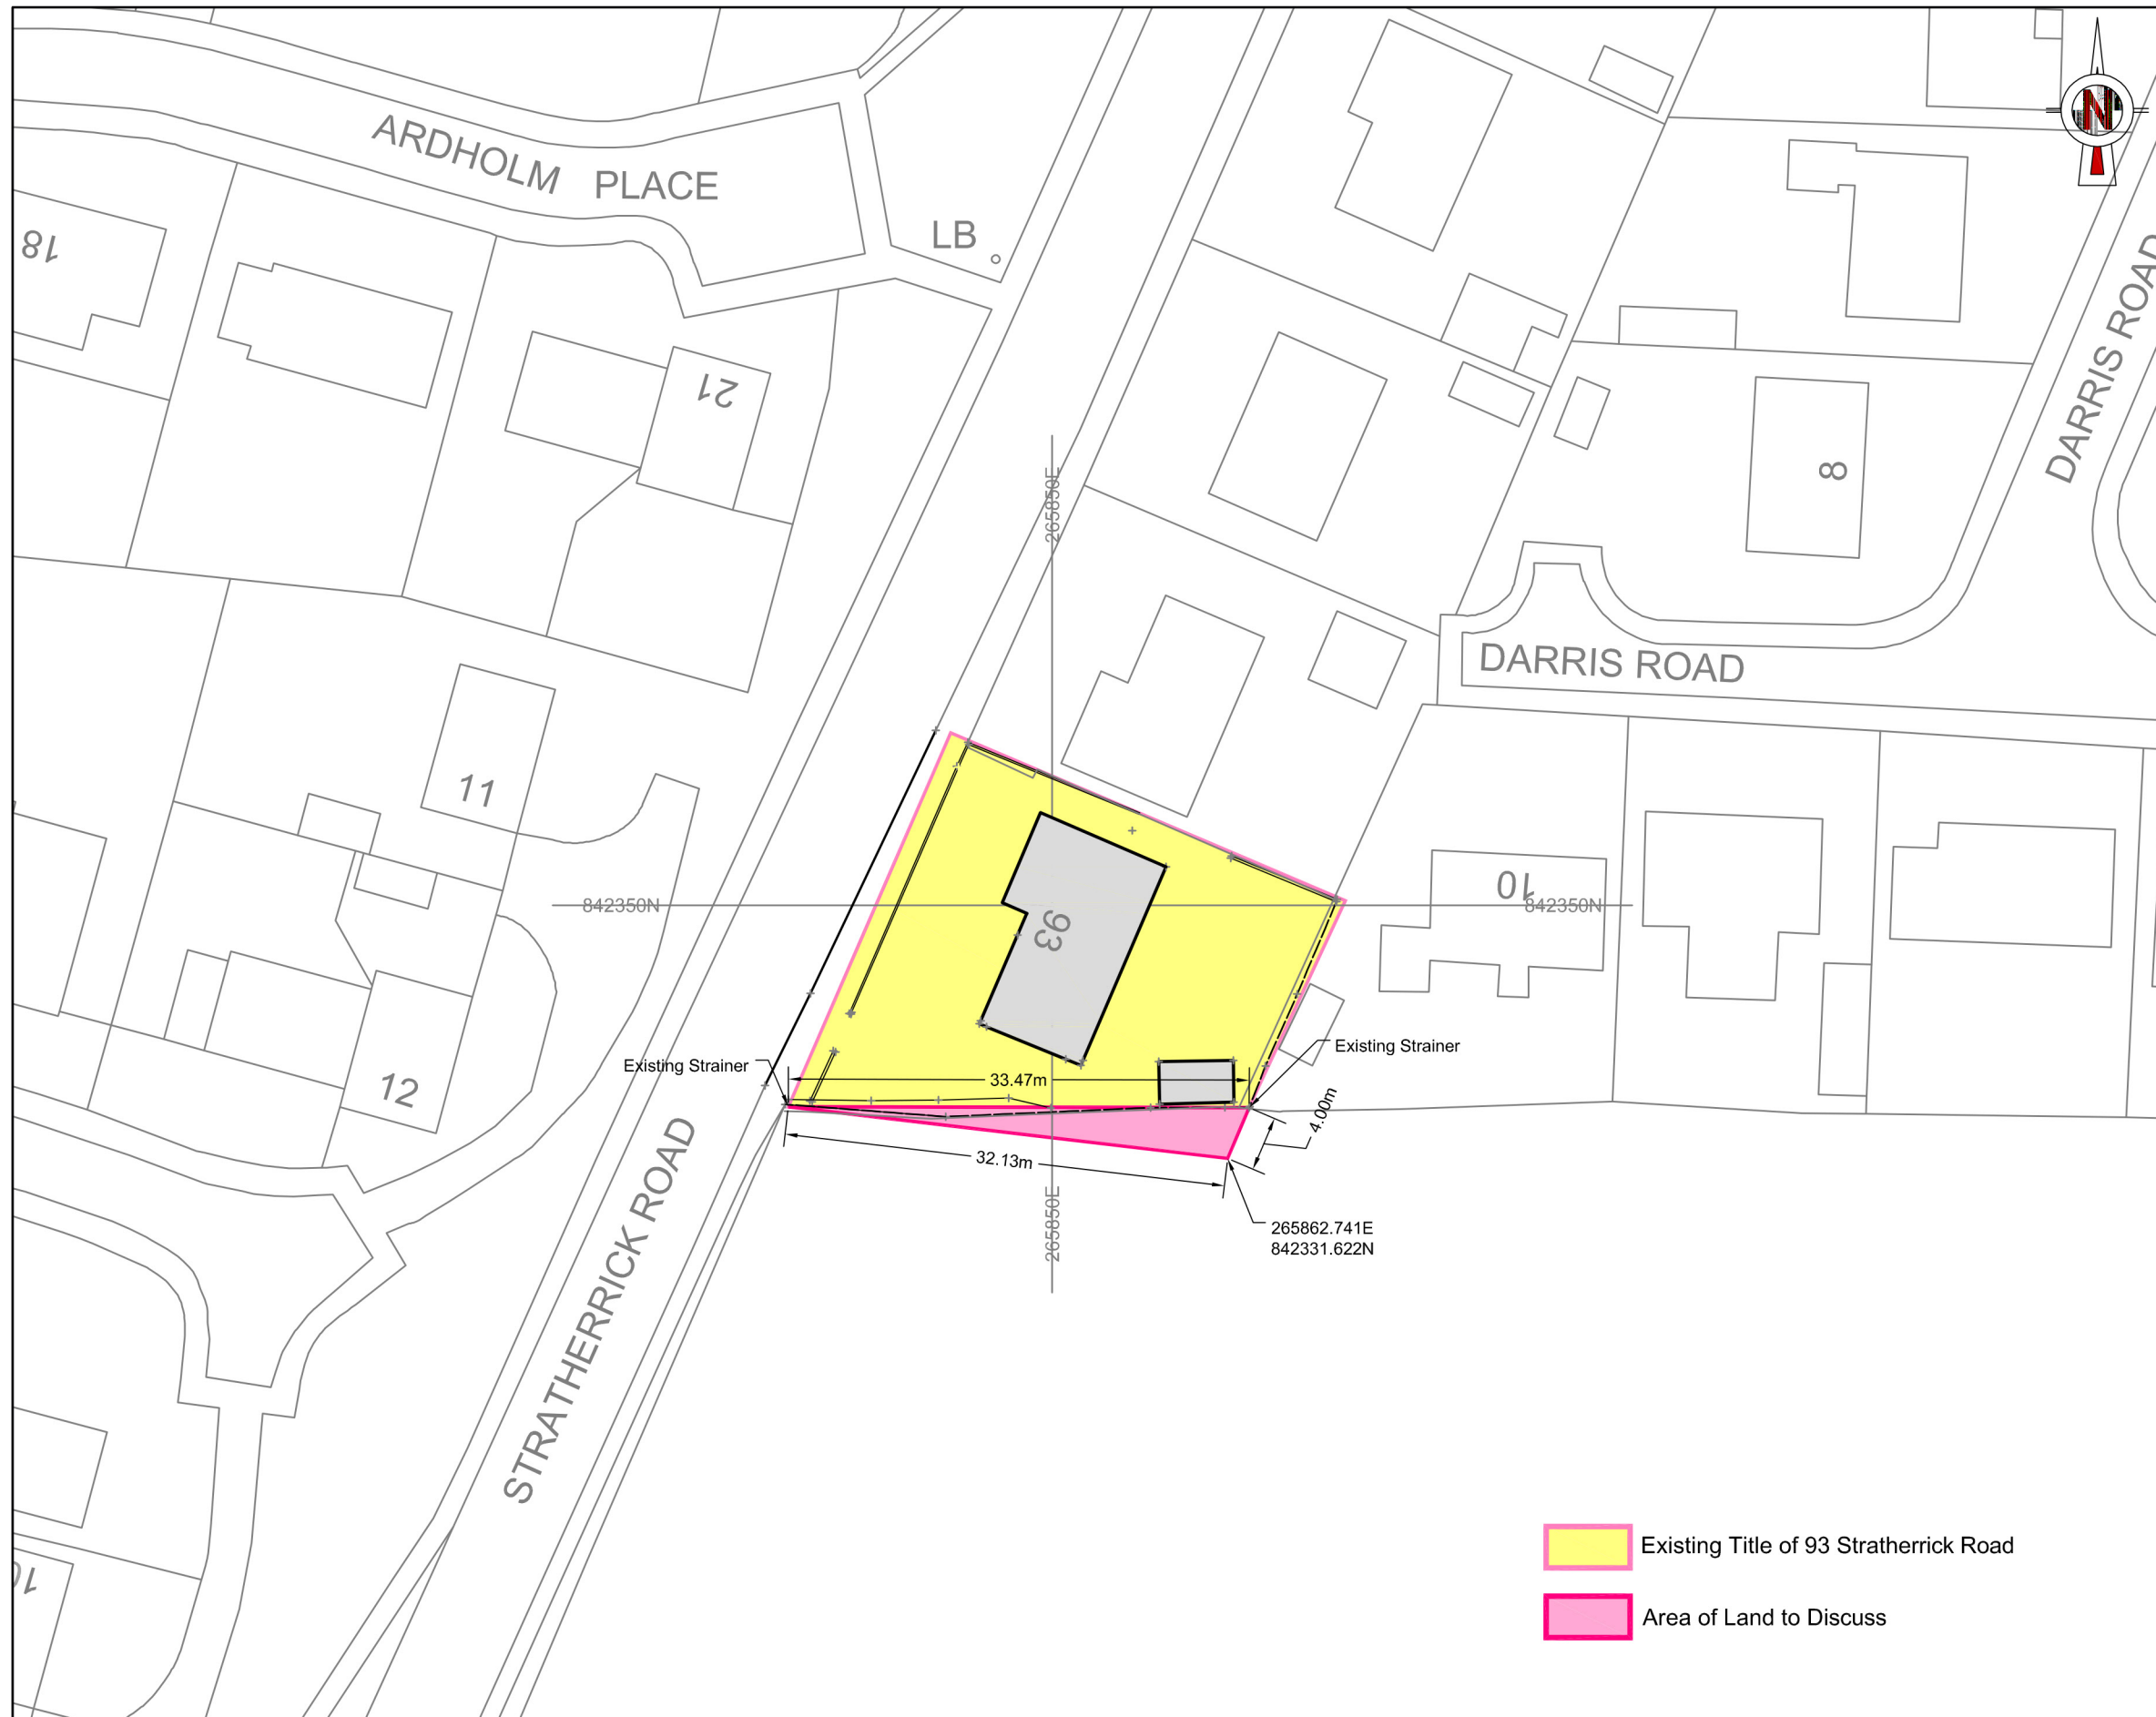 ARDHOLM PLACE
N
LB
18
DARRIS ROAD
21
8
265850E
DARRIS ROAD
11
842350N
93
10
842350N
Existing Strainer
Existing Strainer
33.47m
12
4.00m
32.13m
STRATHERRICK ROAD
265850E
265862.741E
842331.622N
Existing Title of 93 Stratherrick Road
10
Area of Land to Discuss